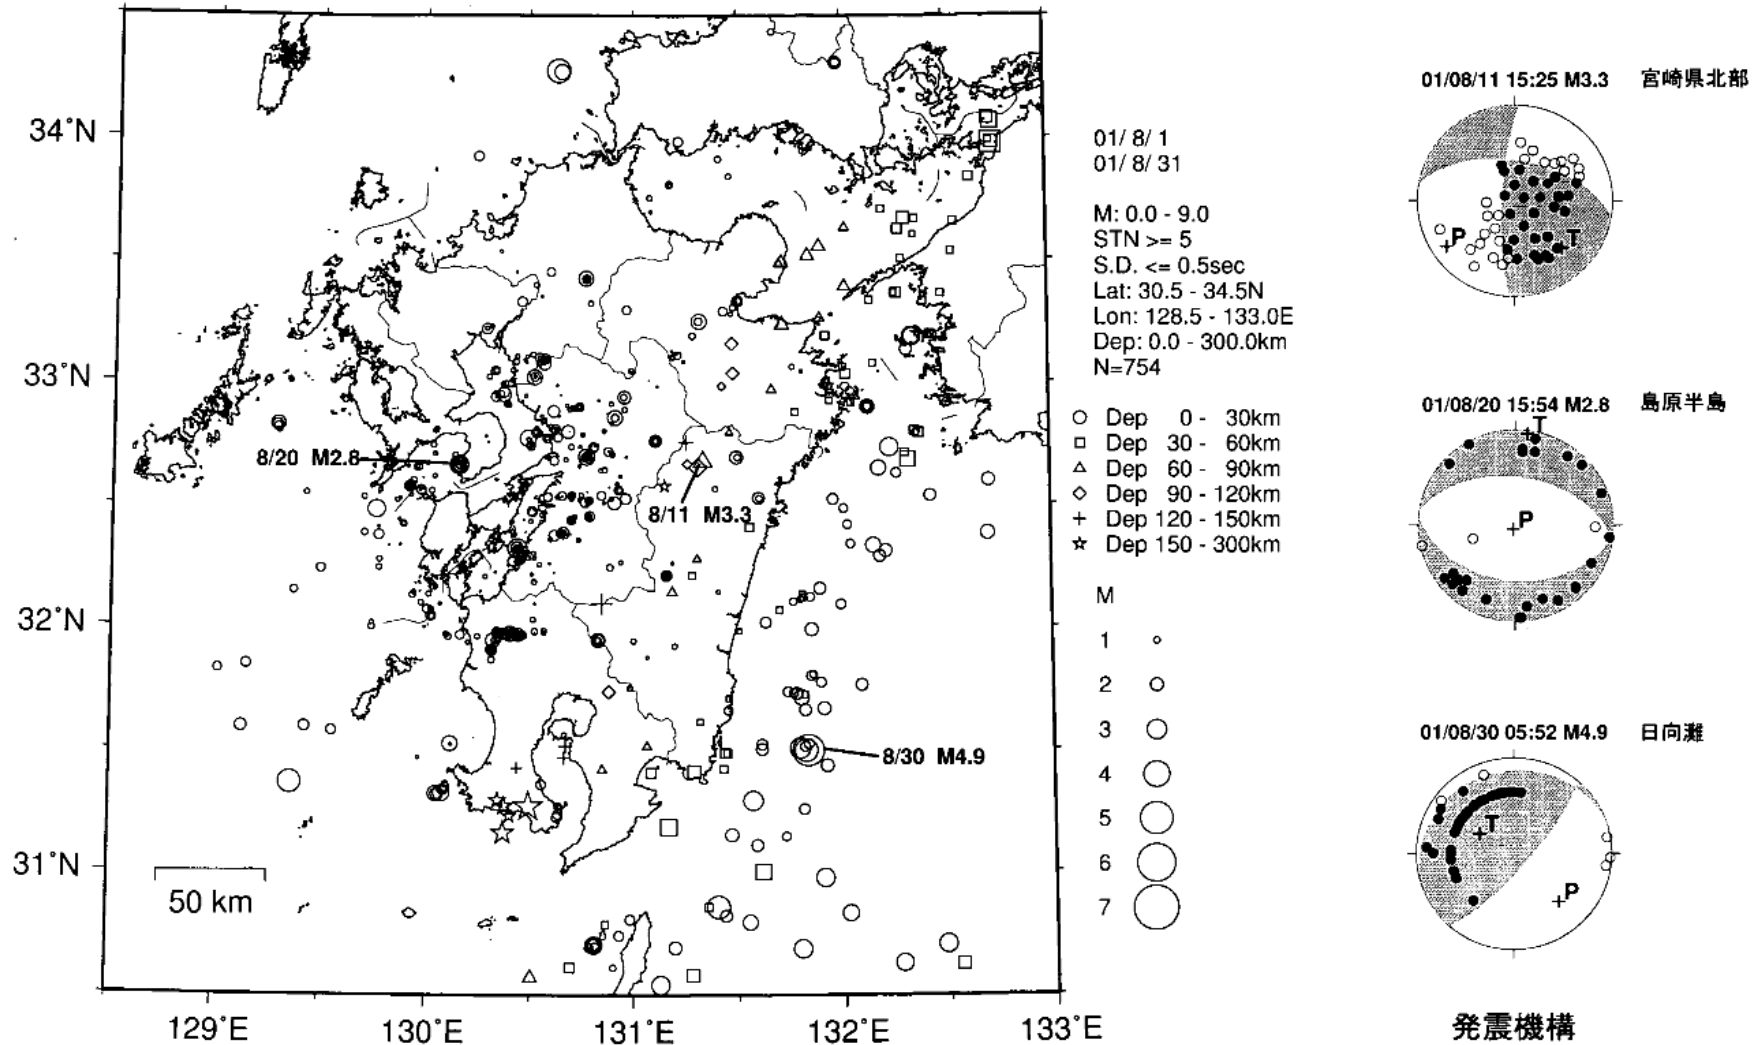 34°N
33°N
32°N
31°N
129°E
130°E
131°E
132°E
133°E
50 km
8/20 M2.8
8/11 M3.3
8/30 M4.9
01/ 8/ 1
01/ 8/ 31
M: 0.0 - 9.0
STN >= 5
S.D. <= 0.5sec
Lat: 30.5 - 34.5N
Lon: 128.5 - 133.0E
Dep: 0.0 - 300.0km
N=754
Dep 0 - 30km
Dep 30 - 60km
Dep 60 - 90km
Dep 90 - 120km
Dep 120 - 150km
Dep 150 - 300km
M
1
2
3
4
5
6
7
01/08/11 15:25 M3.3 宮崎県北部
P
T
01/08/20 15:54 M2.8 島原半島
T
P
01/08/30 05:52 M4.9 日向灘
T
P
発震機構